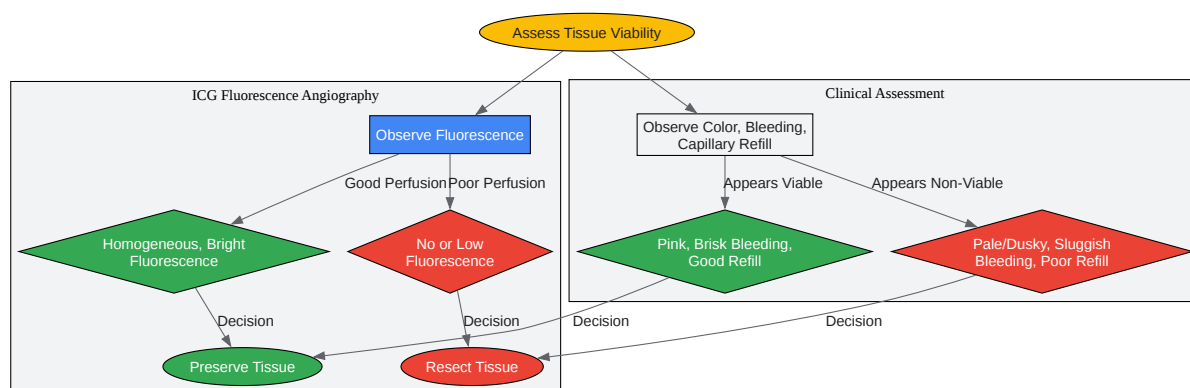 Assess Tissue Viability
ICG Fluorescence Angiography
Clinical Assessment
Observe Fluorescence
Observe Color, Bleeding,
Capillary Refill
Good Perfusion
Poor Perfusion
Appears Viable
Appears Non-Viable
Homogeneous, Bright
Fluorescence
No or Low
Fluorescence
Pink, Brisk Bleeding,
Good Refill
Pale/Dusky, Sluggish
Bleeding, Poor Refill
Decision
Decision
Decision
Decision
Preserve Tissue
Resect Tissue